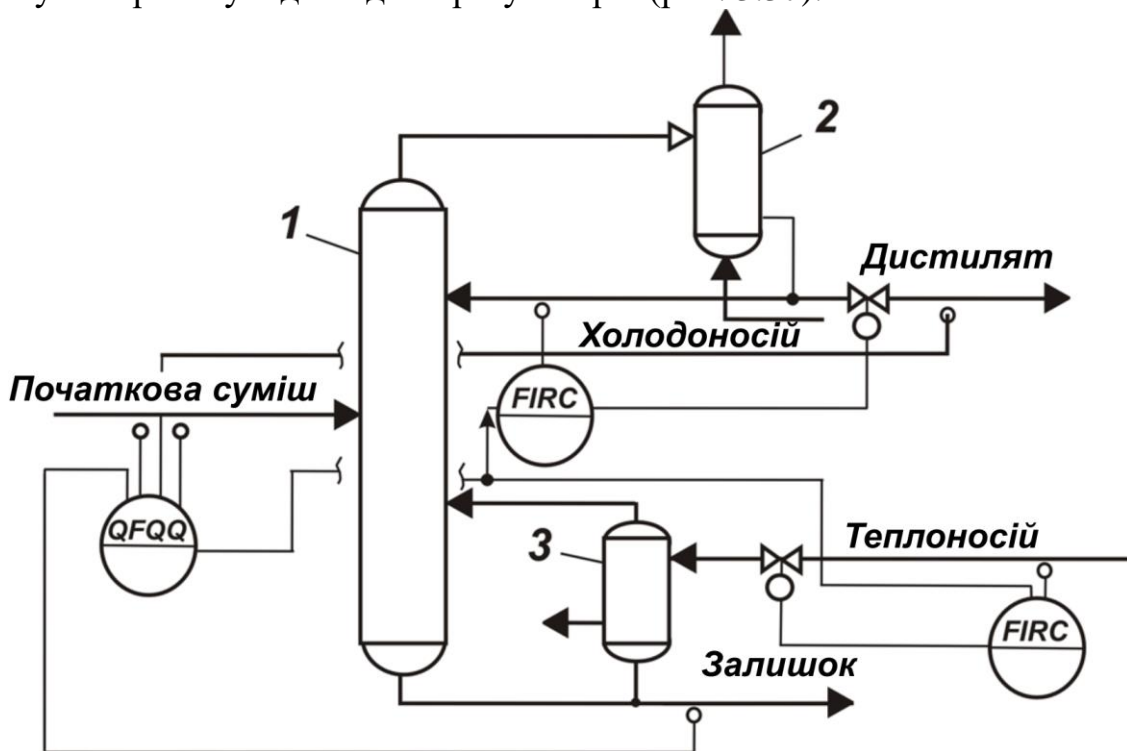 2
1
Дистилят
Холодоносій
Початкова суміш
FIRC
QFQQ
3
Теплоносій
FIRC
Залишок